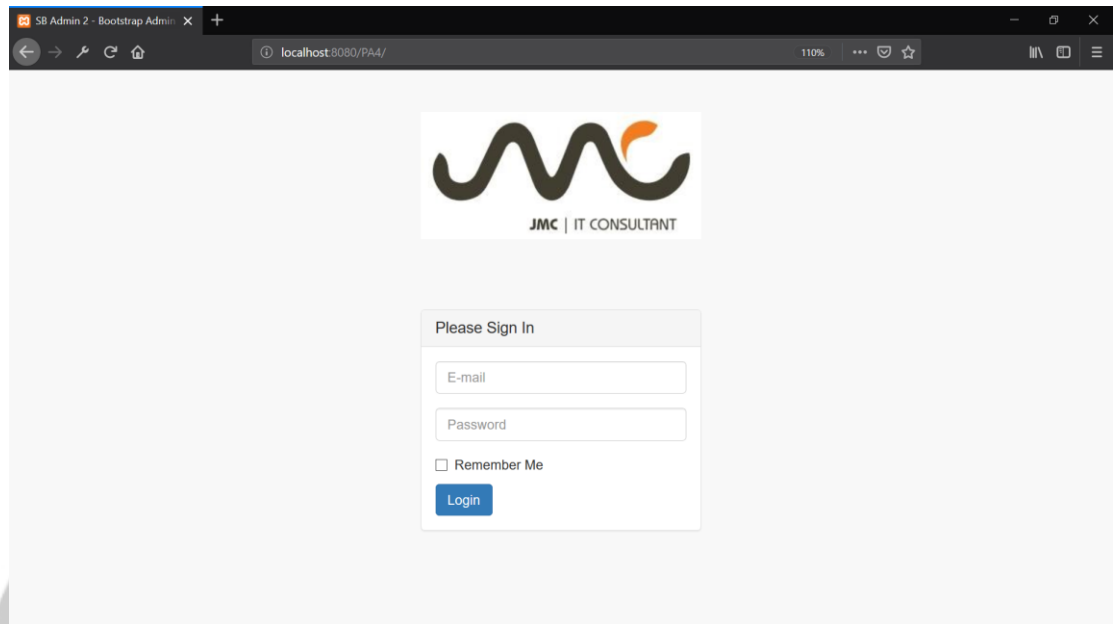 SB Admin 2 - Bootstrap Admin
localhost:8080/PA4/
110%
JMC | IT CONSULTANT
Please Sign In
E-mail
Password
Remember Me
Login